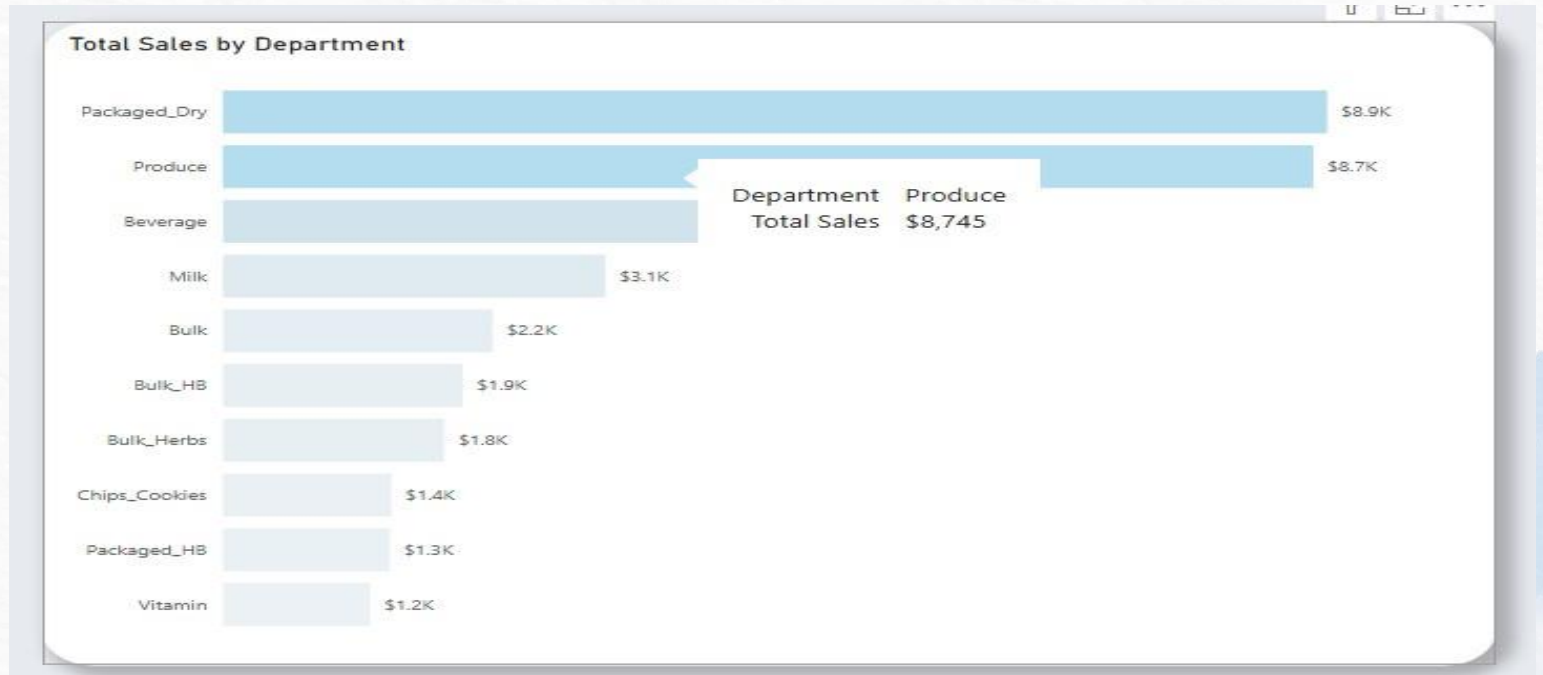 Total Sales by Department
Packaged_Dry $8.9K
Produce $8.7K
Department Produce
Total Sales $8,745
Beverage
Milk $3.1K
Bulk $2.2K
Bulk_HB $1.9K
Bulk_Herbs $1.8K
Chips_Cookies $1.4K
Packaged_HB $1.3K
Vitamin $1.2K